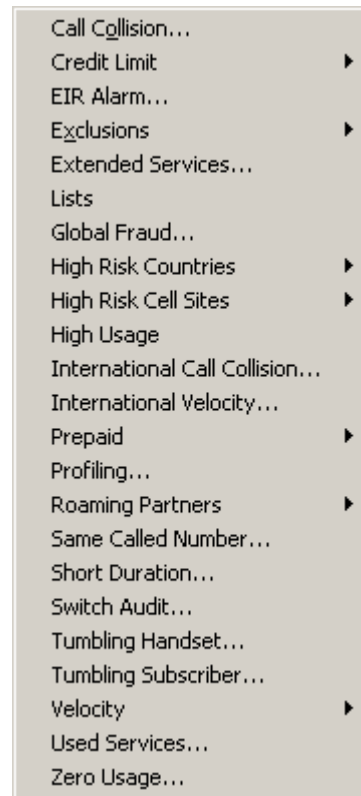 Call Collision...
Credit Limit
EIR Alarm...
Exclusions
Extended Services...
Lists
Global Fraud...
High Risk Countries
High Risk Cell Sites
High Usage
International Call Collision...
International Velocity...
Prepaid
Profiling...
Roaming Partners
Same Called Number...
Short Duration...
Switch Audit...
Tumbling Handset...
Tumbling Subscriber...
Velocity
Used Services...
Zero Usage...